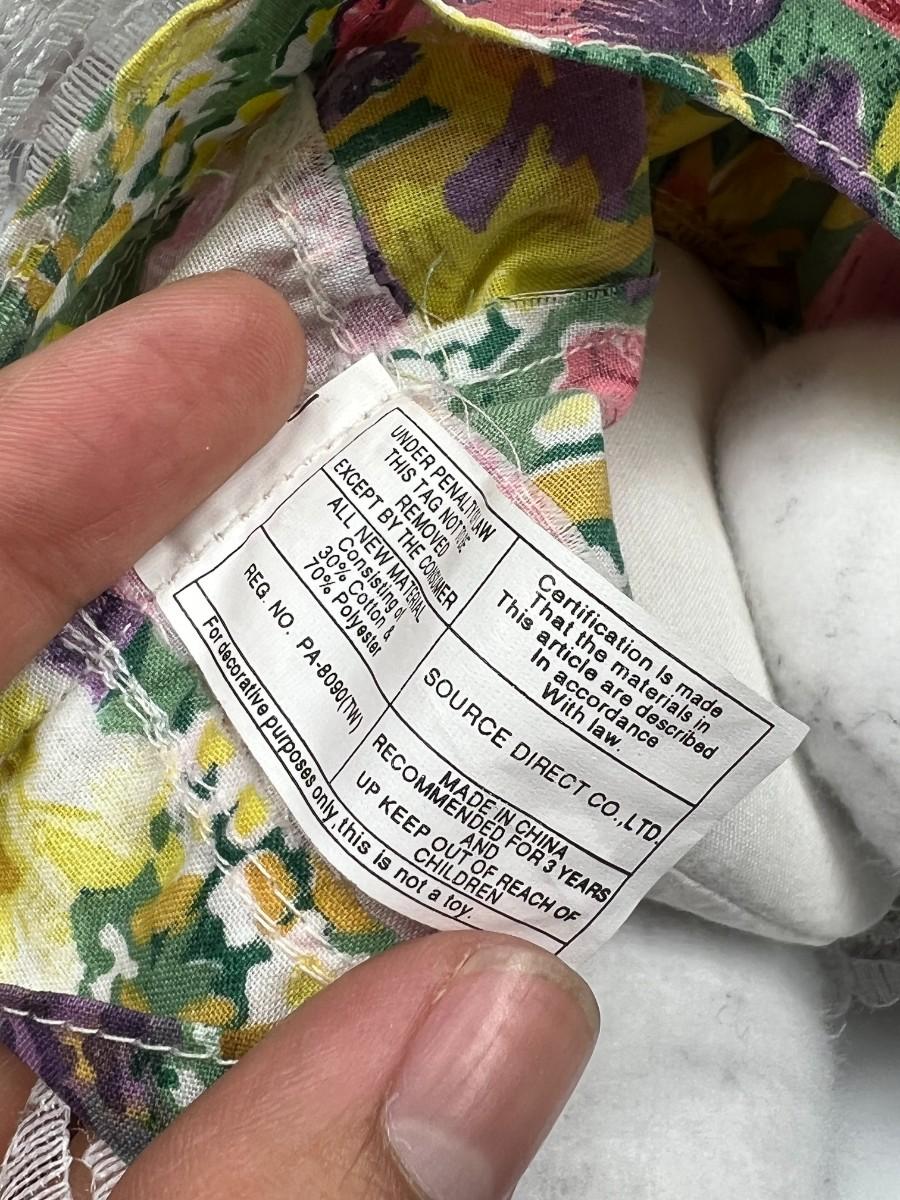 UNDER PENALTY LAW
THIS TAG NOT TO BE
REMOVED
EXCEPT BY THE CONSUMER
ALL NEW MATERIAL
Consisting of
30% Cotton &
70% Polyester
REG. NO. PA-8090(TW)
Certification is made
That the materials in
This article are described
In accordance
With law.
SOURCE DIRECT CO.,LTD.
MADE IN CHINA
RECOMMENDED FOR 3 YEARS
AND
UP KEEP OUT OF REACH OF
CHILDREN
For decorative purposes only,this is not a toy.